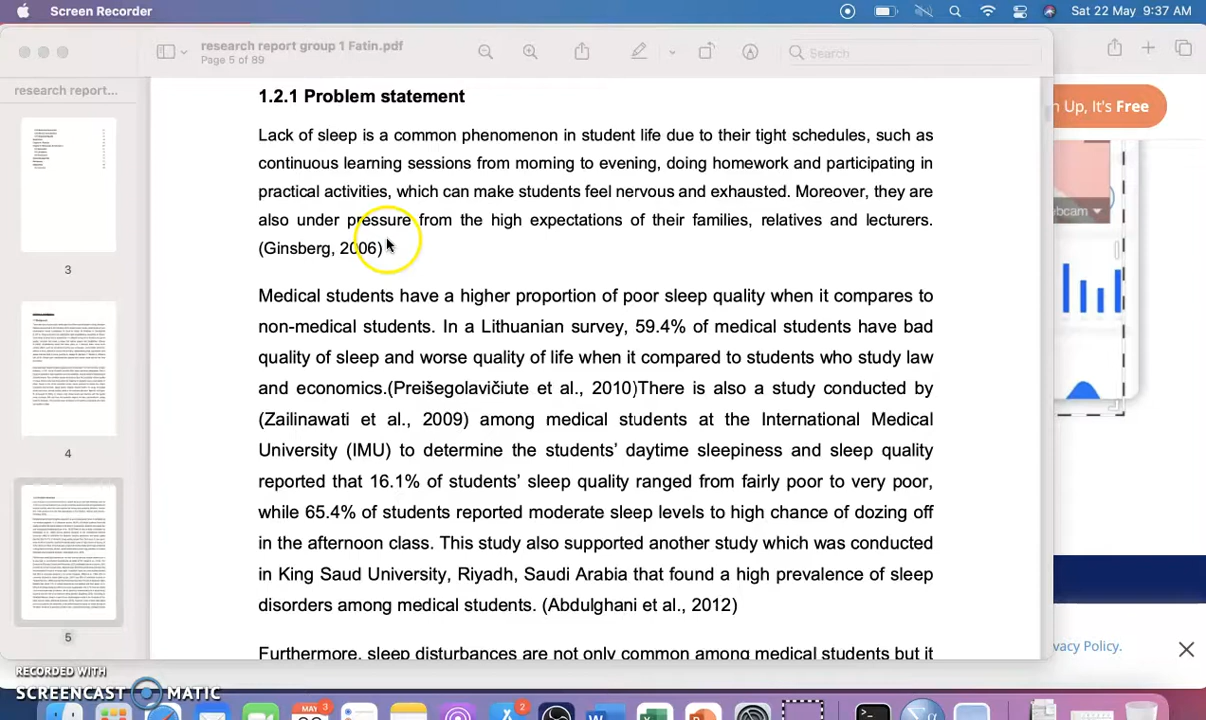 Screen Recorder
Sat 22 May 9:37 AM
research report group 1 Fatin.pdf
Page 5 of 89
Search
research report...
n Up, It's Free
1.2.1 Problem statement
Lack of sleep is a common phenomenon in student life due to their tight schedules, such as
continuous learning sessions from morning to evening, doing homework and participating in
practical activities, which can make students feel nervous and exhausted. Moreover, they are
also under pressure from the high expectations of their families, relatives and lecturers.
(Ginsberg, 2006)
Medical students have a higher proportion of poor sleep quality when it compares to
non-medical students. In a Lithuanian survey, 59.4% of medical students have bad
quality of sleep and worse quality of life when it compared to students who study law
and economics.(Preišegolavičiūtė et al., 2010)There is also a study conducted by
(Zailinawati et al., 2009) among medical students at the International Medical
University (IMU) to determine the students' daytime sleepiness and sleep quality
reported that 16.1% of students' sleep quality ranged from fairly poor to very poor,
while 65.4% of students reported moderate sleep levels to high chance of dozing off
in the afternoon class. This study also supported another study which was conducted
in King Saud University, Riyadh, Saudi Arabia that found a high prevalence of sleep
disorders among medical students. (Abdulghani et al., 2012)
Furthermore, sleep disturbances are not only common among medical students but it
3
4
5
ebcam
vacy Policy.
RECORDED WITH
SCREENCAST MATIC
MAY
3
2